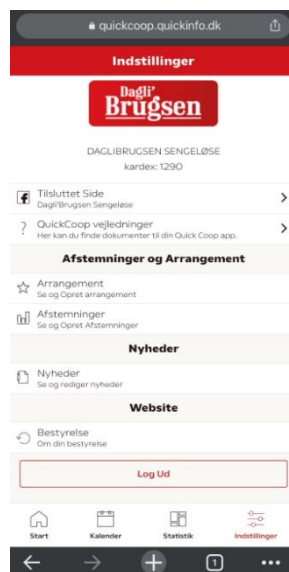 quickcoop.quickinfo.dk
Indstillinger
Dagli'
Brugsen
DAGLIBRUGSEN SENGELØSE
kardex: 1290
Tilsluttet Side
Dagli'Brugsen Sengeløse
? QuickCoop vejledninger
Her kan du finde dokumenter til din Quick Coop app.
Afstemninger og Arrangement
Arrangement
Se og Opret arrangement
Afstemninger
Se og Opret Afstemninger
Nyheder
Nyheder
Se og rediger nyheder
Website
Bestyrelse
Om din bestyrelse
Log Ud
Start Kalender Statistik Indstillinger
1